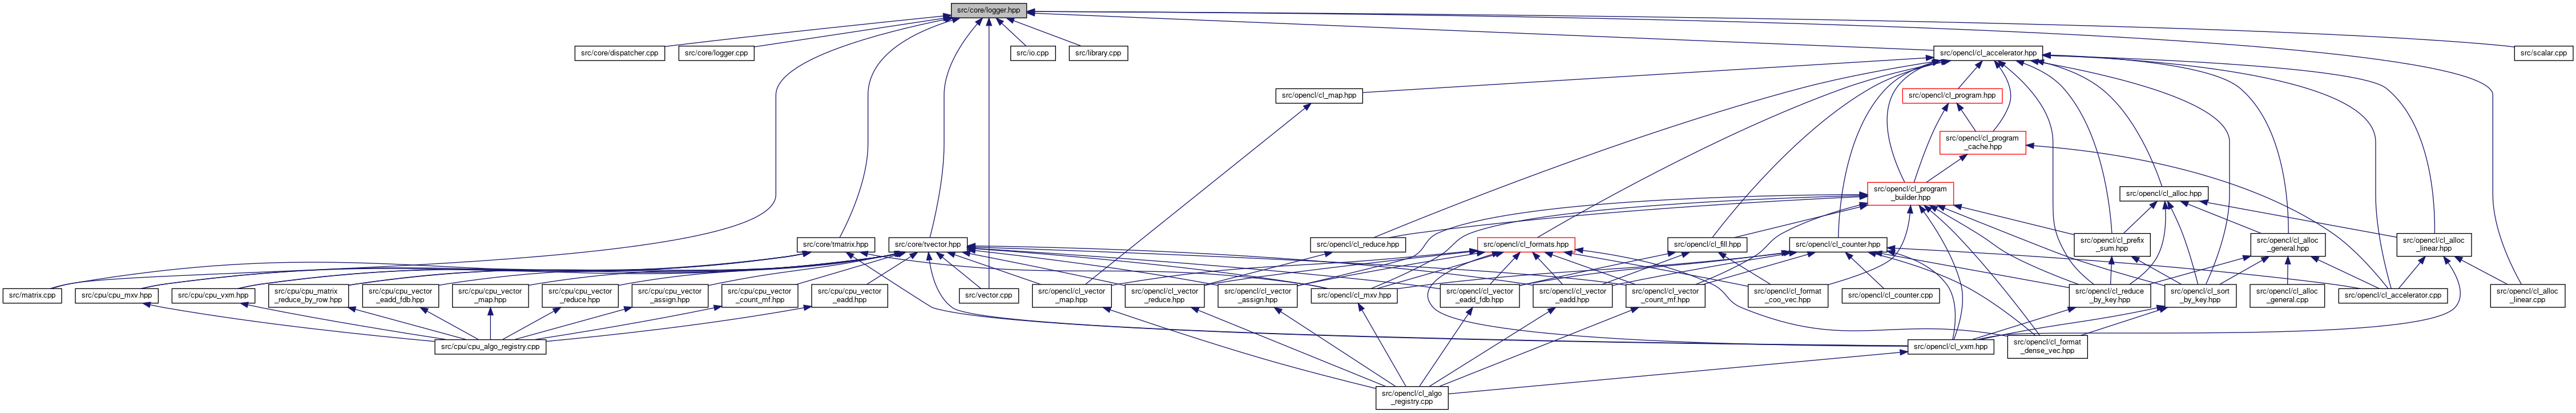 src/core/logger.hpp
src/core/dispatcher.cpp
src/core/logger.cpp
src/io.cpp
src/library.cpp
src/opencl/cl_accelerator.hpp
src/scalar.cpp
src/opencl/cl_map.hpp
src/opencl/cl_program.hpp
src/opencl/cl_program
_cache.hpp
src/opencl/cl_program
_builder.hpp
src/opencl/cl_alloc.hpp
src/core/tmatrix.hpp
src/core/tvector.hpp
src/opencl/cl_reduce.hpp
src/opencl/cl_formats.hpp
src/opencl/cl_fill.hpp
src/opencl/cl_counter.hpp
src/opencl/cl_prefix
_sum.hpp
src/opencl/cl_alloc
_general.hpp
src/opencl/cl_alloc
_linear.hpp
src/matrix.cpp
src/cpu/cpu_mxv.hpp
src/cpu/cpu_vxm.hpp
src/cpu/cpu_matrix
_reduce_by_row.hpp
src/cpu/cpu_vector
_eadd_fdb.hpp
src/cpu/cpu_vector
_map.hpp
src/cpu/cpu_vector
_reduce.hpp
src/cpu/cpu_vector
_assign.hpp
src/cpu/cpu_vector
_count_mf.hpp
src/cpu/cpu_vector
_eadd.hpp
src/vector.cpp
src/opencl/cl_vector
_map.hpp
src/opencl/cl_vector
_reduce.hpp
src/opencl/cl_vector
_assign.hpp
src/opencl/cl_mxv.hpp
src/opencl/cl_vector
_eadd_fdb.hpp
src/opencl/cl_vector
_eadd.hpp
src/opencl/cl_vector
_count_mf.hpp
src/opencl/cl_format
_coo_vec.hpp
src/opencl/cl_counter.cpp
src/opencl/cl_reduce
_by_key.hpp
src/opencl/cl_sort
_by_key.hpp
src/opencl/cl_alloc
_general.cpp
src/opencl/cl_accelerator.cpp
src/opencl/cl_alloc
_linear.cpp
src/cpu/cpu_algo_registry.cpp
src/opencl/cl_vxm.hpp
src/opencl/cl_format
_dense_vec.hpp
src/opencl/cl_algo
_registry.cpp